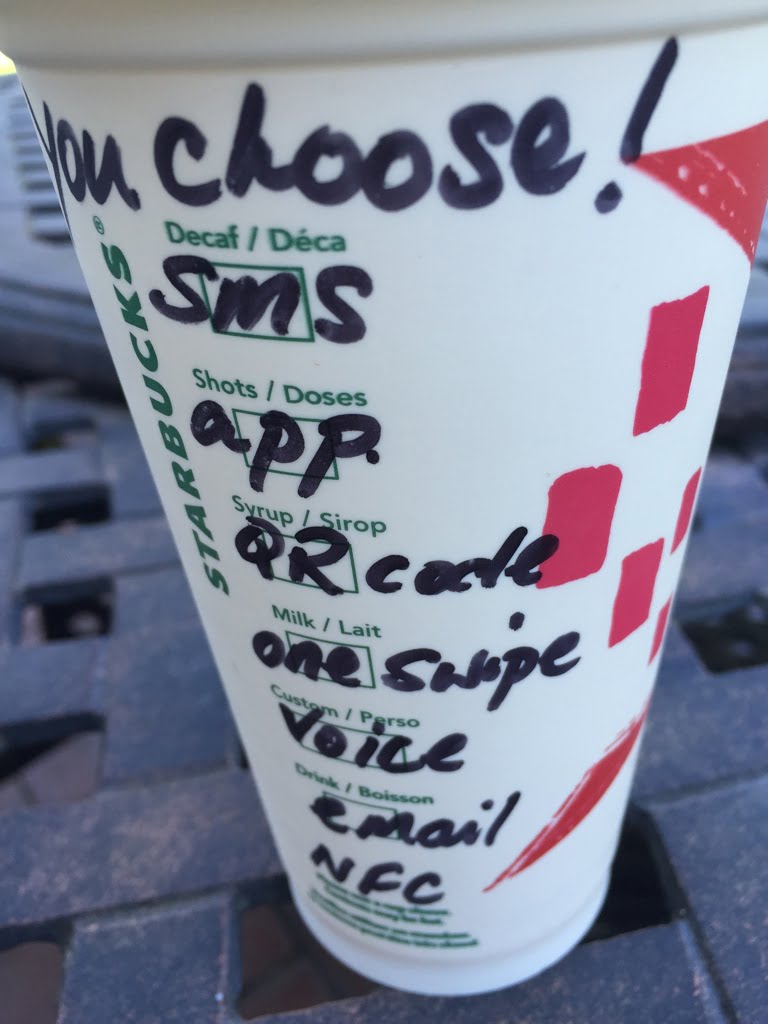 you choose!
STARBUCKS®
Decaf / Déca
SMS
Shots / Doses
app.
Syrup / Sirop
QR code
Milk / Lait
one swipe
Custom / Perso
Voice
Drink / Boisson
email
NFC